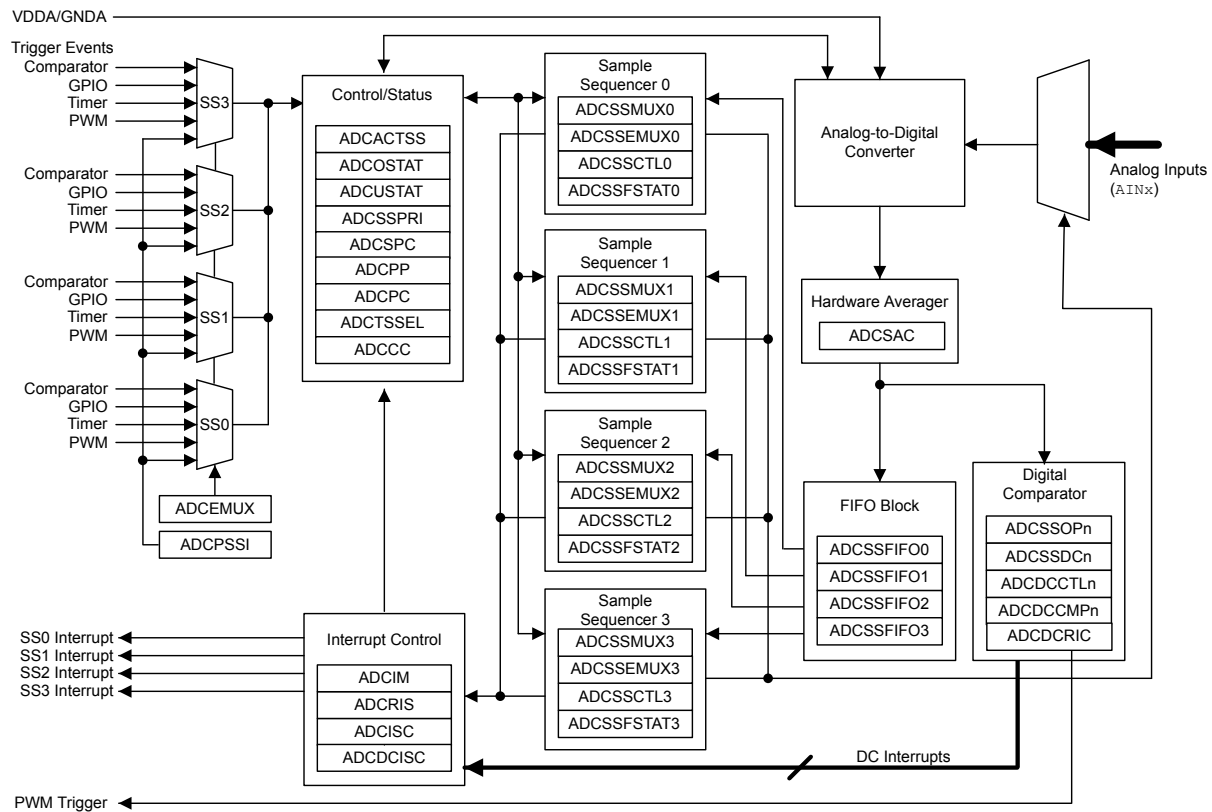 VDDA/GNDA
Trigger Events
Comparator
GPIO
Timer
PWM
SS3
Comparator
GPIO
Timer
PWM
SS2
Comparator
GPIO
Timer
PWM
SS1
Comparator
GPIO
Timer
PWM
SS0
ADCEMUX
ADCPSSI
Control/Status
ADCACTSS
ADCOSTAT
ADCUSTAT
ADCSSPRI
ADCSPC
ADCPP
ADCPC
ADCTSSEL
ADCCC
Sample
Sequencer 0
ADCSSMUX0
ADCSSEMUX0
ADCSSCTL0
ADCSSFSTAT0
Sample
Sequencer 1
ADCSSMUX1
ADCSSEMUX1
ADCSSCTL1
ADCSSFSTAT1
Sample
Sequencer 2
ADCSSMUX2
ADCSSEMUX2
ADCSSCTL2
ADCSSFSTAT2
Sample
Sequencer 3
ADCSSMUX3
ADCSSEMUX3
ADCSSCTL3
ADCSSFSTAT3
Analog-to-Digital
Converter
Analog Inputs
(AINx)
Hardware Averager
ADCSAC
FIFO Block
ADCSSFIFO0
ADCSSFIFO1
ADCSSFIFO2
ADCSSFIFO3
Digital
Comparator
ADCSSOPn
ADCSSDCn
ADCDCCTLn
ADCDCCMPn
ADCDCRIC
SS0 Interrupt
SS1 Interrupt
SS2 Interrupt
SS3 Interrupt
Interrupt Control
ADCIM
ADCRIS
ADCISC
ADCDCISC
DC Interrupts
PWM Trigger